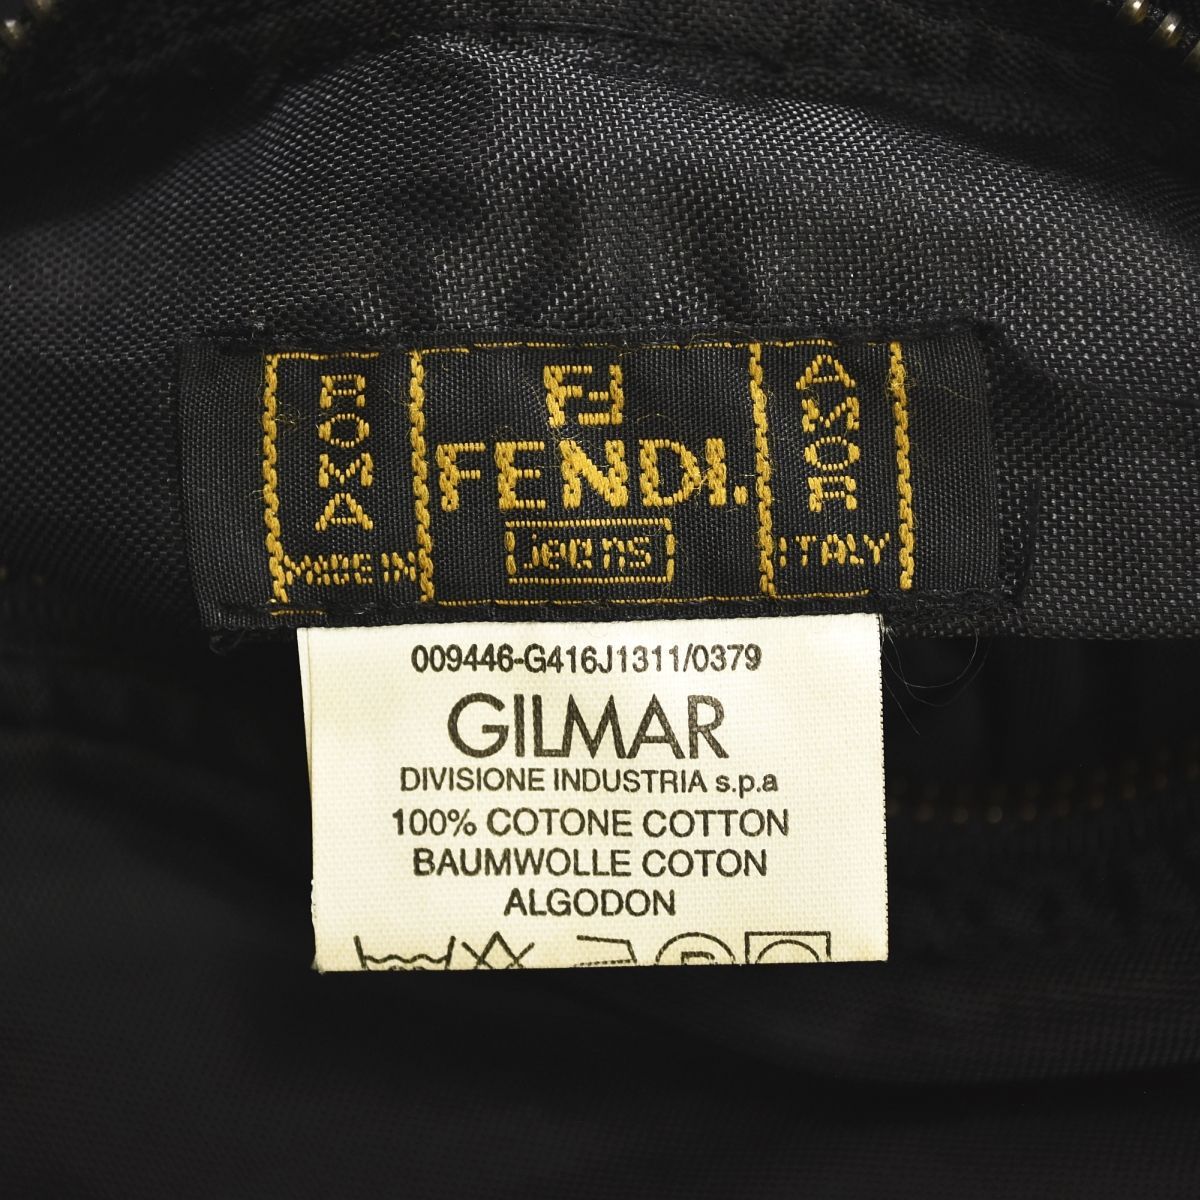 ROMA
MADE IN
FF
FENDI.
jeans
AMOR
ITALY
009446-G416J1311/0379
GILMAR
DIVISIONE INDUSTRIA s.p.a
100% COTONE COTTON
BAUMWOLLE COTON
ALGODON
P